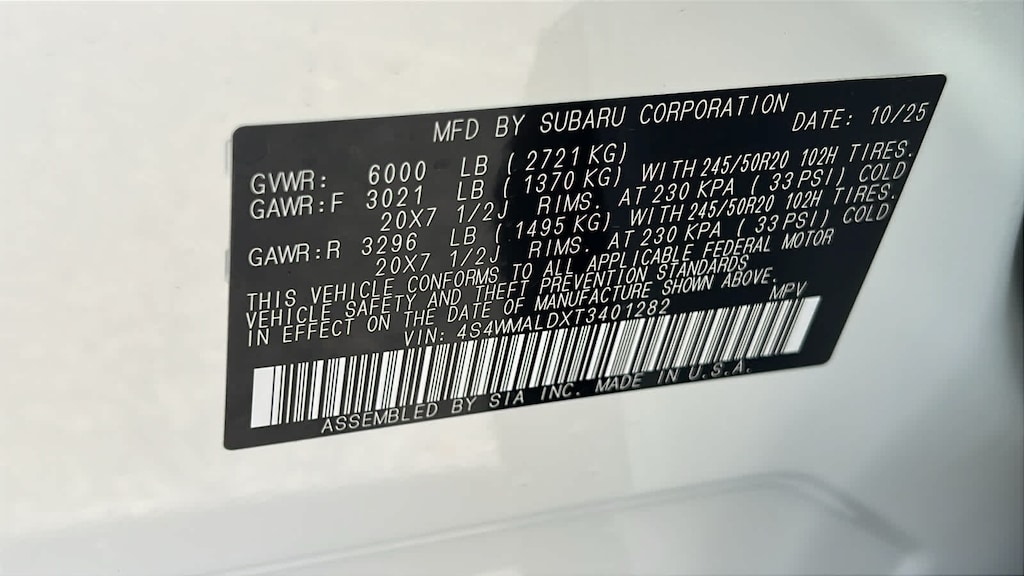 MFD BY SUBARU CORPORATION DATE: 10/25
GVWR: 6000 LB ( 2721 KG)
GAWR:F 3021 LB ( 1370 KG) WITH 245/50R20 102H TIRES.
20X7 1/2J RIMS. AT 230 KPA ( 33 PSI) COLD
GAWR:R 3296 LB ( 1495 KG) WITH 245/50R20 102H TIRES.
20X7 1/2J RIMS. AT 230 KPA ( 33 PSI) COLD
THIS VEHICLE CONFORMS TO ALL APPLICABLE FEDERAL MOTOR
VEHICLE SAFETY AND THEFT PREVENTION STANDARDS
IN EFFECT ON THE DATE OF MANUFACTURE SHOWN ABOVE.
VIN: 4S4WMALDXT3401282 MPV
ASSEMBLED BY SIA INC. MADE IN U.S.A.